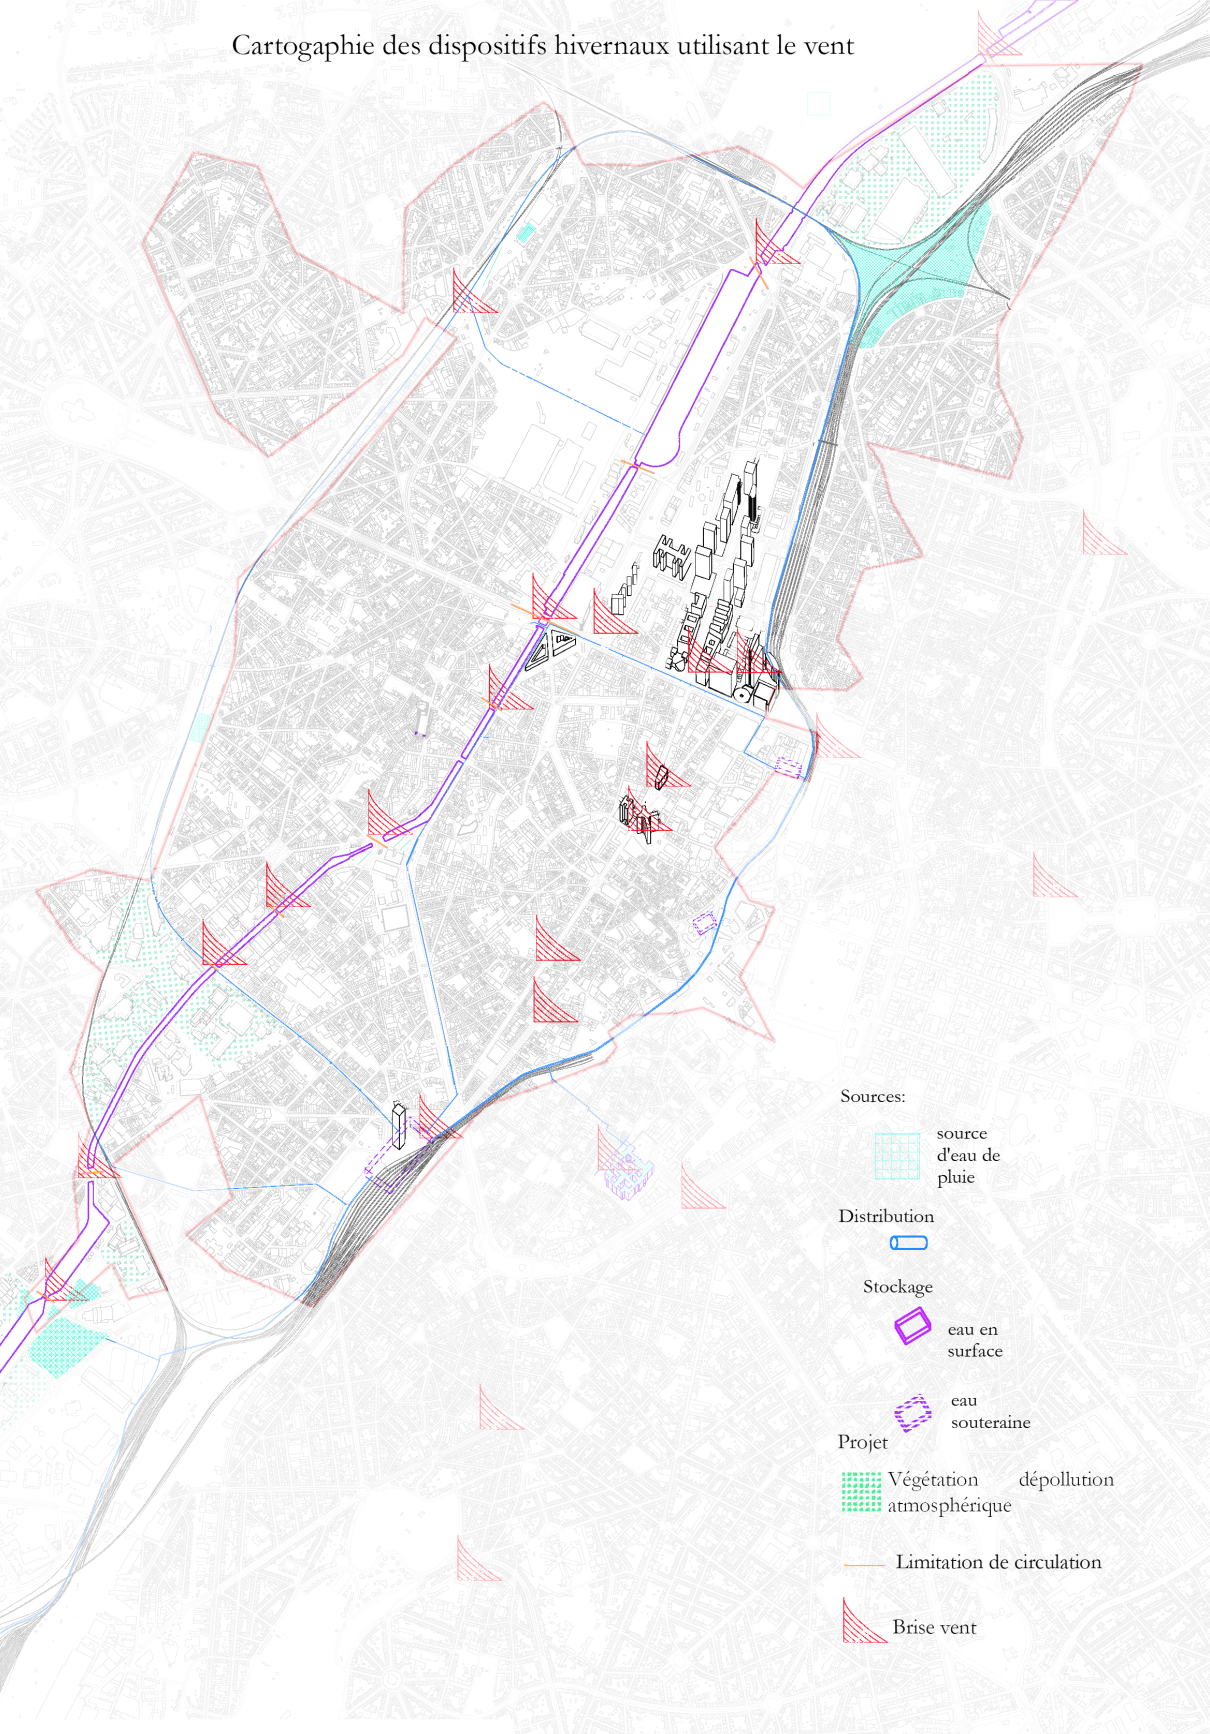 Cartogaphie des dispositifs hivernaux utilisant le vent
Sources:
source
d'eau de
pluie
Distribution
Stockage
eau en
surface
eau
souteraine
Projet
Végétation dépollution
atmosphérique
Limitation de circulation
Brise vent